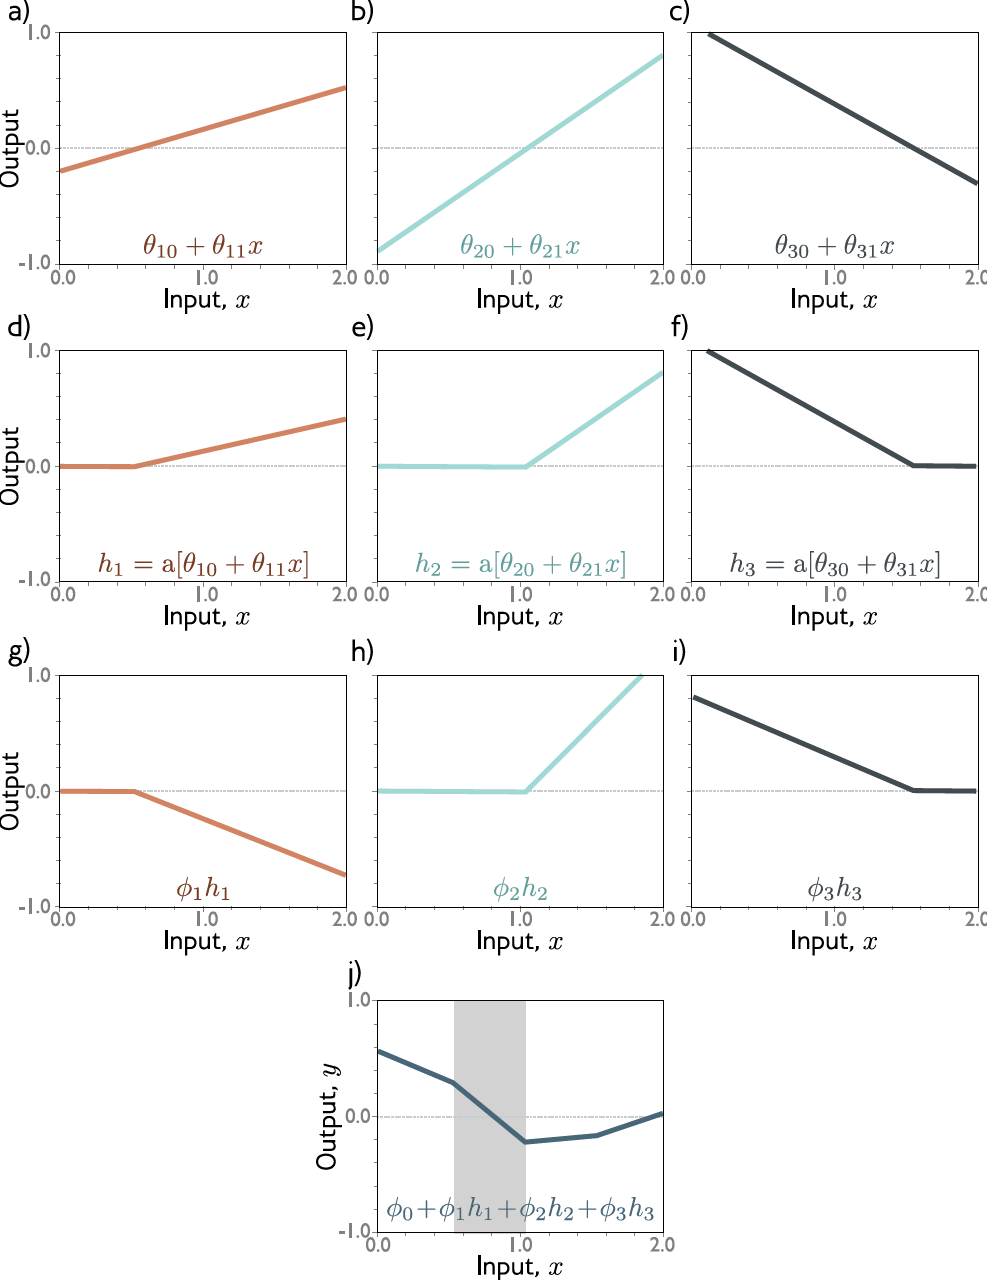 a) b) c)
1.0
Output
0.0
-1.0
θ₁₀ + θ₁₁x θ₂₀ + θ₂₁x θ₃₀ + θ₃₁x
0.0 1.0 2.0 0.0 1.0 2.0 0.0 1.0 2.0
Input, x Input, x Input, x
d) e) f)
1.0
Output
0.0
-1.0
h₁ = a[θ₁₀ + θ₁₁x] h₂ = a[θ₂₀ + θ₂₁x] h₃ = a[θ₃₀ + θ₃₁x]
0.0 1.0 2.0 0.0 1.0 2.0 0.0 1.0 2.0
Input, x Input, x Input, x
g) h) i)
1.0
Output
0.0
-1.0
ϕ₁h₁ ϕ₂h₂ ϕ₃h₃
0.0 1.0 2.0 0.0 1.0 2.0 0.0 1.0 2.0
Input, x Input, x Input, x
j)
1.0
Output, y
0.0
-1.0
ϕ₀+ϕ₁h₁+ϕ₂h₂+ϕ₃h₃
0.0 1.0 2.0
Input, x